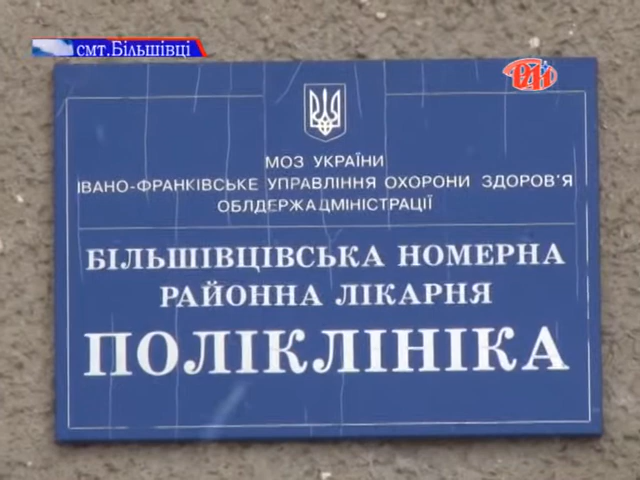 смт.Більшівці
МОЗ УКРАЇНИ
ІВАНО-ФРАНКІВСЬКЕ УПРАВЛІННЯ ОХОРОНИ ЗДОРОВ'Я
ОБЛДЕРЖАДМІНІСТРАЦІЇ
БІЛЬШІВЦІВСЬКА НОМЕРНА
РАЙОННА ЛІКАРНЯ
ПОЛІКЛІНІКА